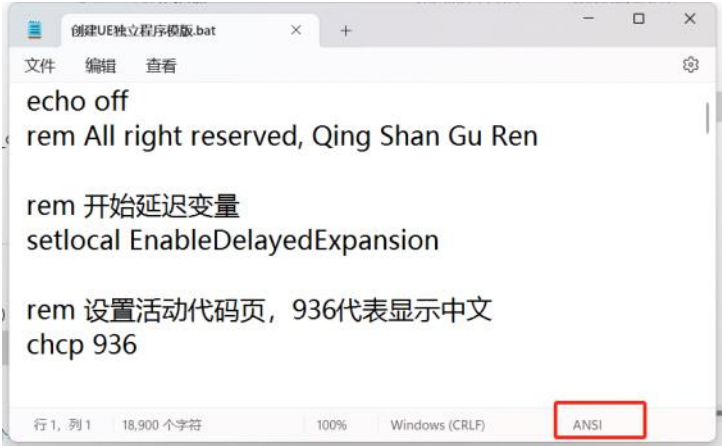 创建UE独立程序模版.bat
文件 编辑 查看
echo off
rem All right reserved, Qing Shan Gu Ren
rem 开始延迟变量
setlocal EnableDelayedExpansion
rem 设置活动代码页，936代表显示中文
chcp 936
行 1，列 1 18,900 个字符 100% Windows (CRLF) ANSI